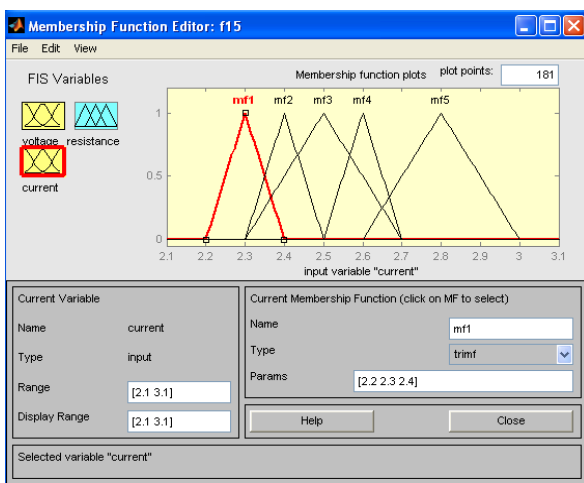 Membership Function Editor: f15
File Edit View
FIS Variables
voltage resistance
current
Membership function plots plot points: 181
mf1 mf2 mf3 mf4 mf5
1
0.5
0
2.1 2.2 2.3 2.4 2.5 2.6 2.7 2.8 2.9 3 3.1
input variable "current"
Current Variable
Name current
Type input
Range [2.1 3.1]
Display Range [2.1 3.1]
Current Membership Function (click on MF to select)
Name mf1
Type trimf
Params [2.2 2.3 2.4]
Help Close
Selected variable "current"